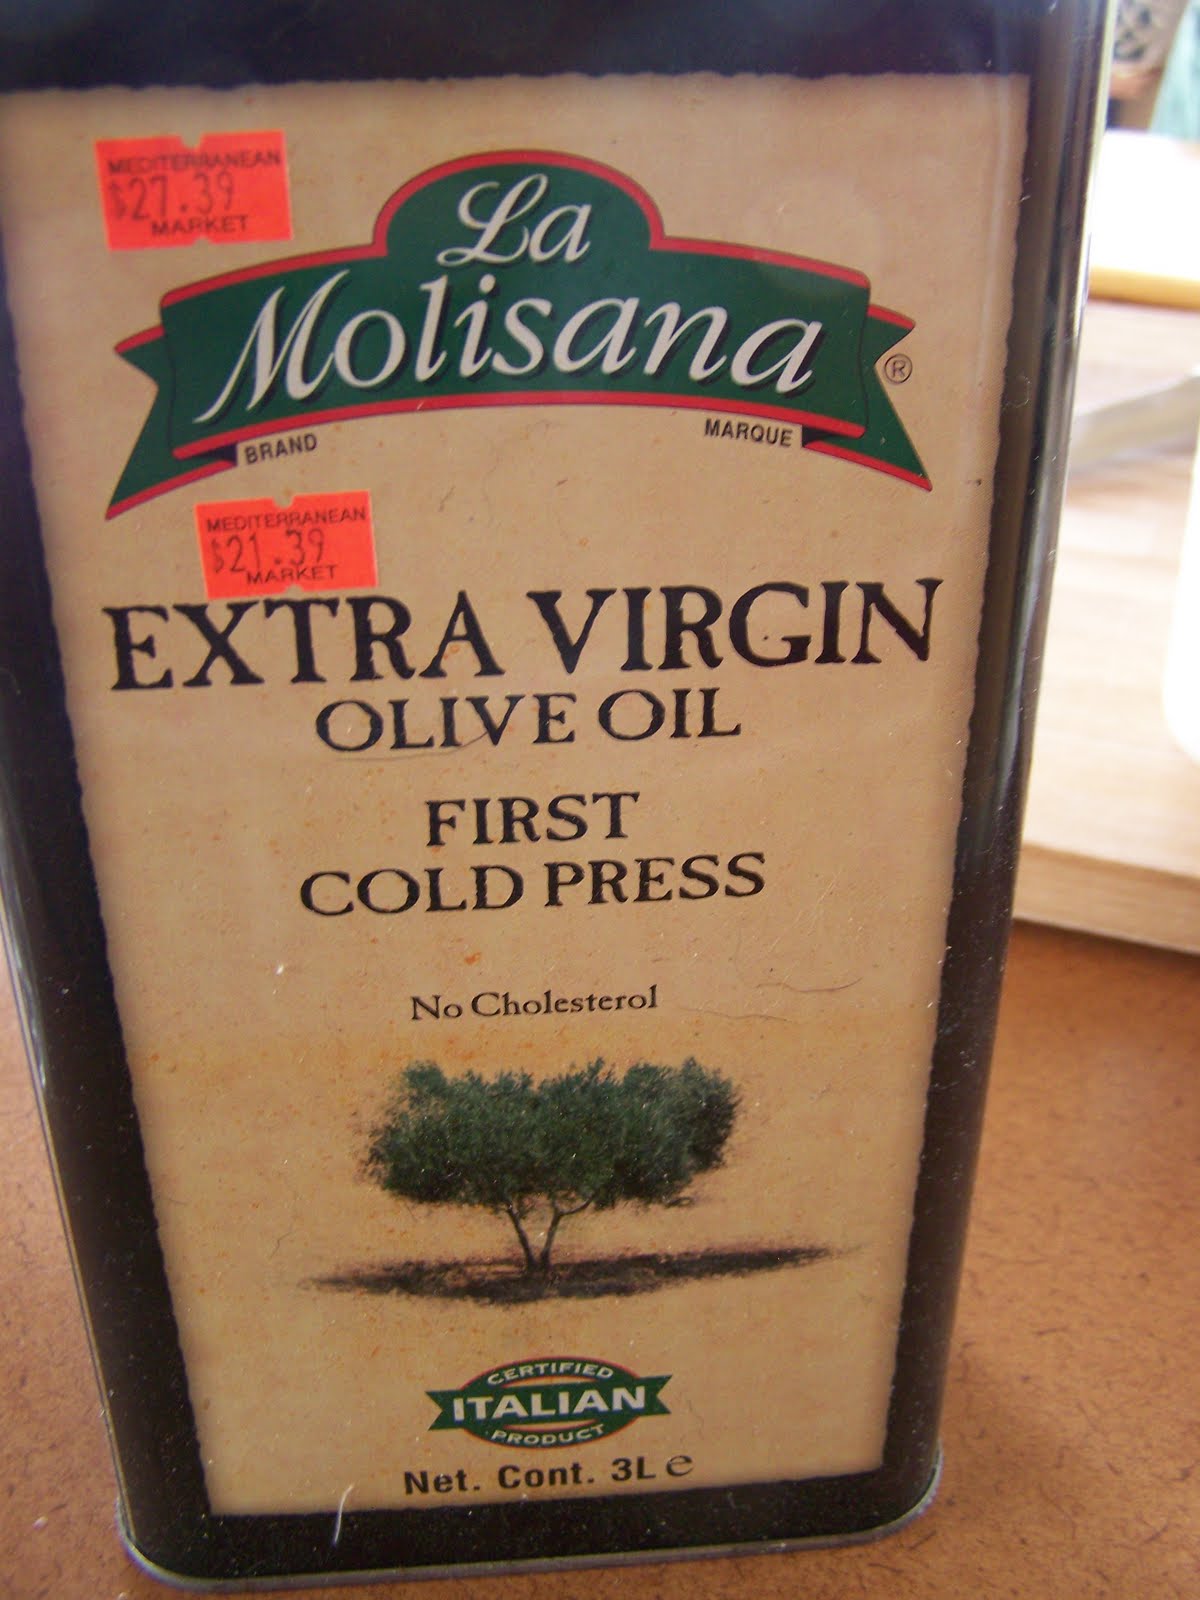 MEDITERRANEAN
$27.39
MARKET
La
Molisana
®
BRAND
MARQUE
MEDITERRANEAN
$21.39
MARKET
EXTRA VIRGIN
OLIVE OIL
FIRST
COLD PRESS
No Cholesterol
CERTIFIED
ITALIAN
PRODUCT
Net. Cont. 3L e